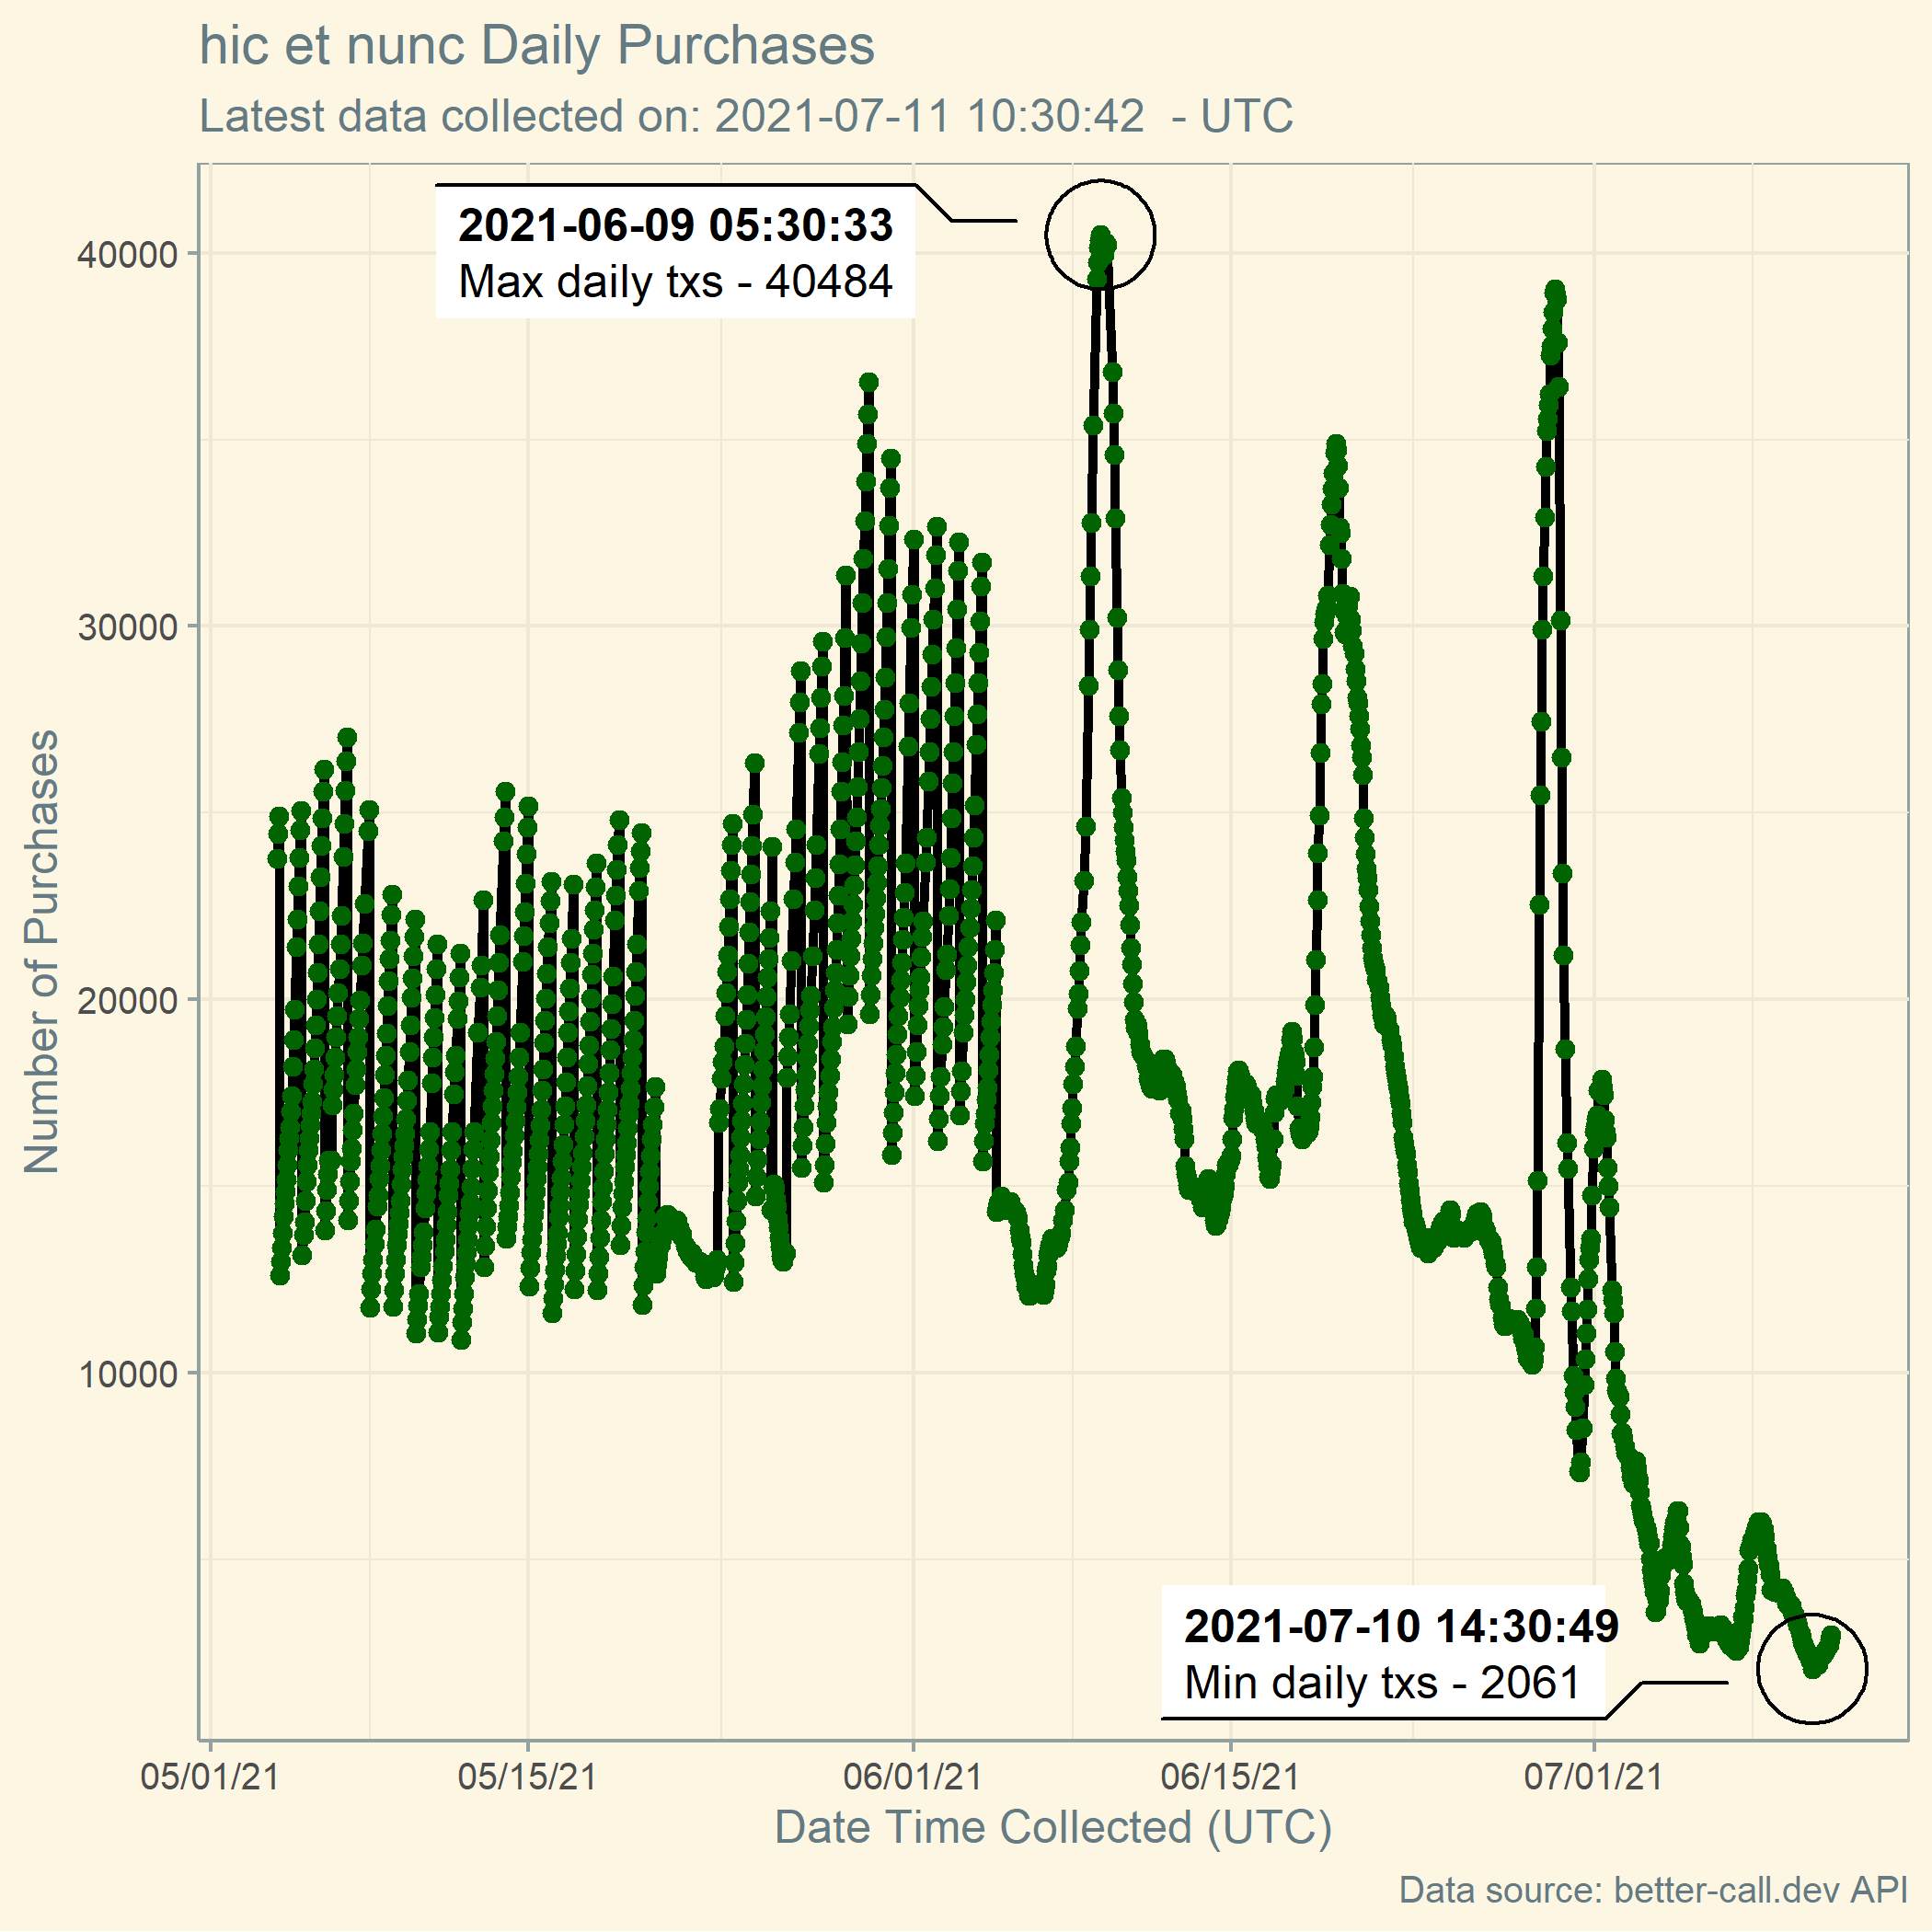 hic et nunc Daily Purchases
Latest data collected on: 2021-07-11 10:30:42  - UTC
2021-06-09 05:30:33
Max daily txs - 40484
40000
30000
20000
10000
Number of Purchases
2021-07-10 14:30:49
Min daily txs - 2061
05/01/21 05/15/21 06/01/21 06/15/21 07/01/21
Date Time Collected (UTC)
Data source: better-call.dev API